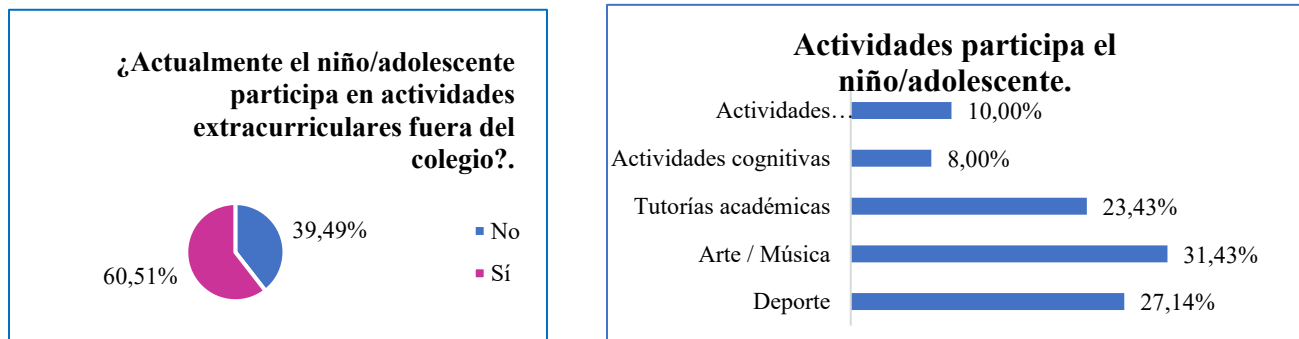 ¿Actualmente el niño/adolescente
participa en actividades
extracurriculares fuera del
colegio?.
39,49%
60,51%
No
Sí
Actividades participa el
niño/adolescente.
Actividades… 10,00%
Actividades cognitivas 8,00%
Tutorías académicas 23,43%
Arte / Música 31,43%
Deporte 27,14%